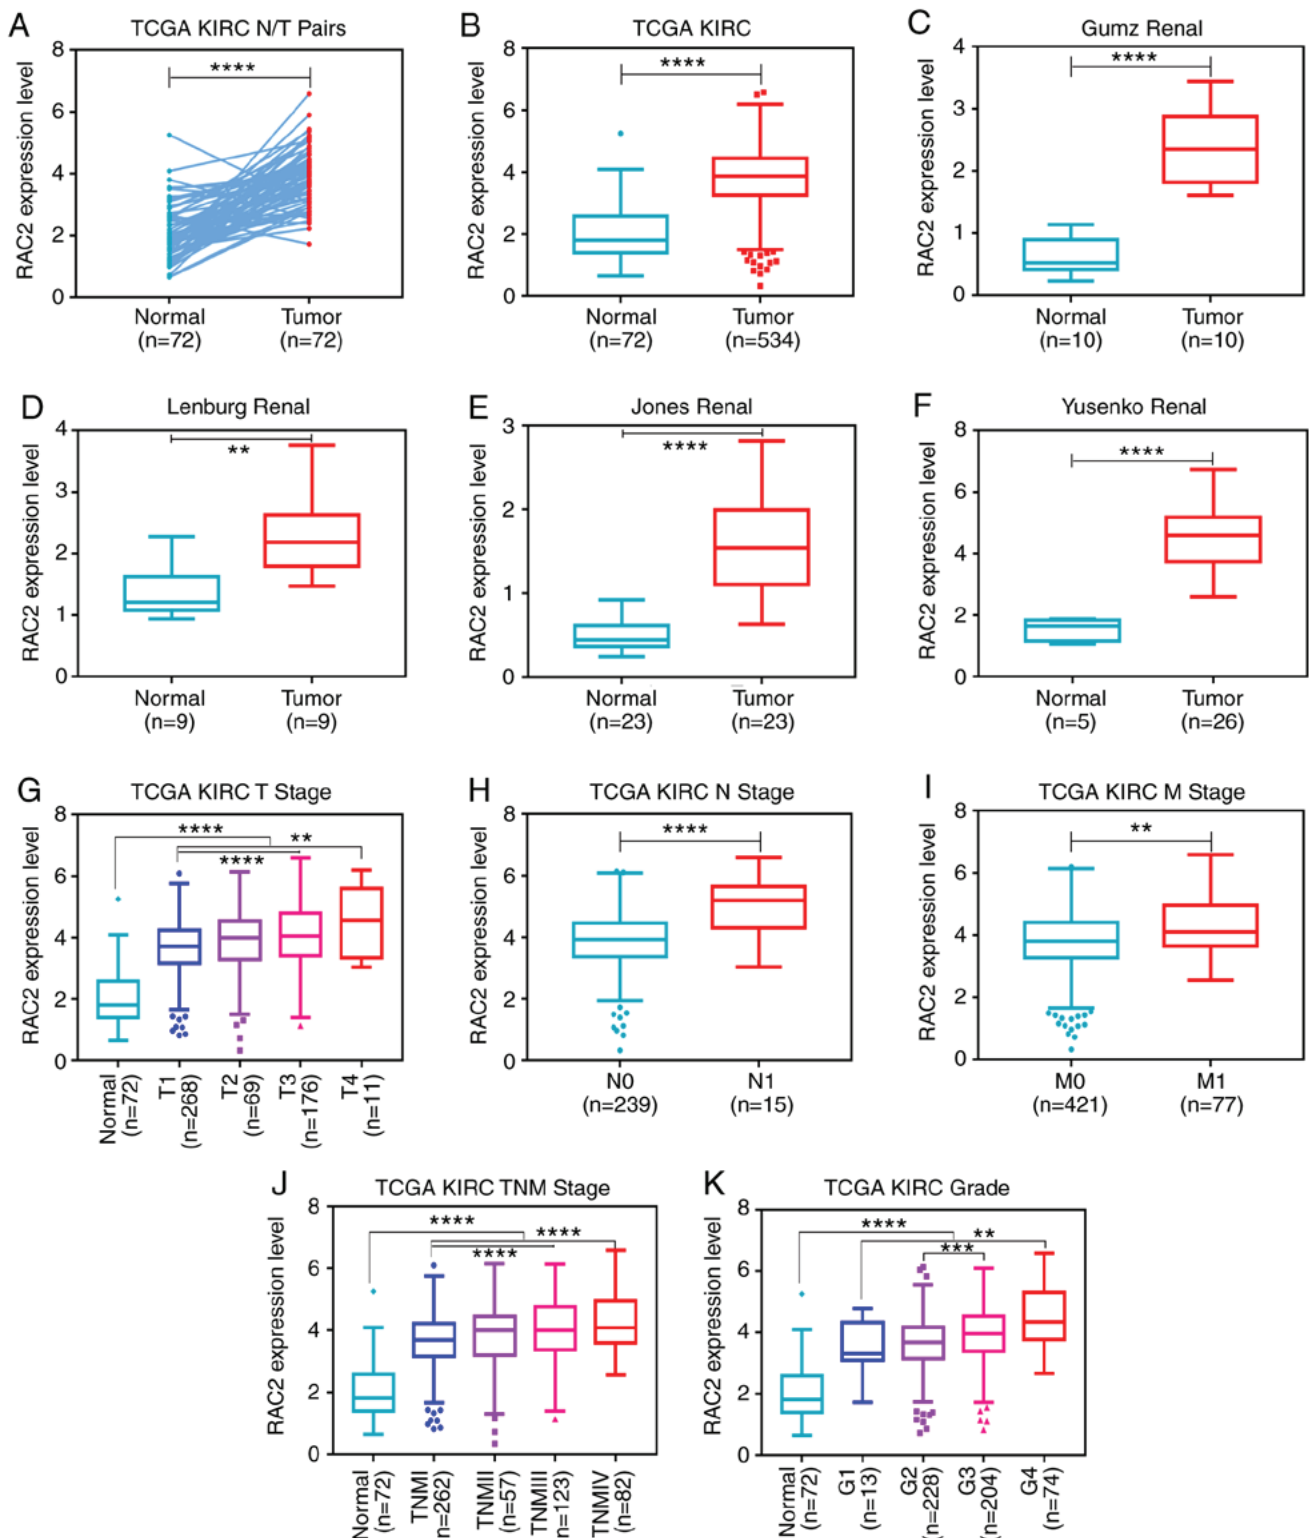 A TCGA KIRC N/T Pairs
RAC2 expression level
8
6
4
2
0
****
Normal (n=72)
Tumor (n=72)
B TCGA KIRC
RAC2 expression level
8
6
4
2
0
****
Normal (n=72)
Tumor (n=534)
C Gumz Renal
RAC2 expression level
4
3
2
1
0
****
Normal (n=10)
Tumor (n=10)
D Lenburg Renal
RAC2 expression level
4
3
2
1
0
**
Normal (n=9)
Tumor (n=9)
E Jones Renal
RAC2 expression level
3
2
1
0
****
Normal (n=23)
Tumor (n=23)
F Yusenko Renal
RAC2 expression level
8
6
4
2
0
****
Normal (n=5)
Tumor (n=26)
G TCGA KIRC T Stage
RAC2 expression level
8
6
4
2
0
****
**
****
Normal (n=72)
T1 (n=268)
T2 (n=69)
T3 (n=176)
T4 (n=11)
H TCGA KIRC N Stage
RAC2 expression level
8
6
4
2
0
****
N0 (n=239)
N1 (n=15)
I TCGA KIRC M Stage
RAC2 expression level
8
6
4
2
0
**
M0 (n=421)
M1 (n=77)
J TCGA KIRC TNM Stage
RAC2 expression level
8
6
4
2
0
****
****
****
Normal (n=72)
TNMI n=262)
TNMII (n=57)
TNMIII n=123)
TNMIV (n=82)
K TCGA KIRC Grade
RAC2 expression level
8
6
4
2
0
****
**
***
Normal (n=72)
G1 (n=13)
G2 (n=228)
G3 (n=204)
G4 (n=74)